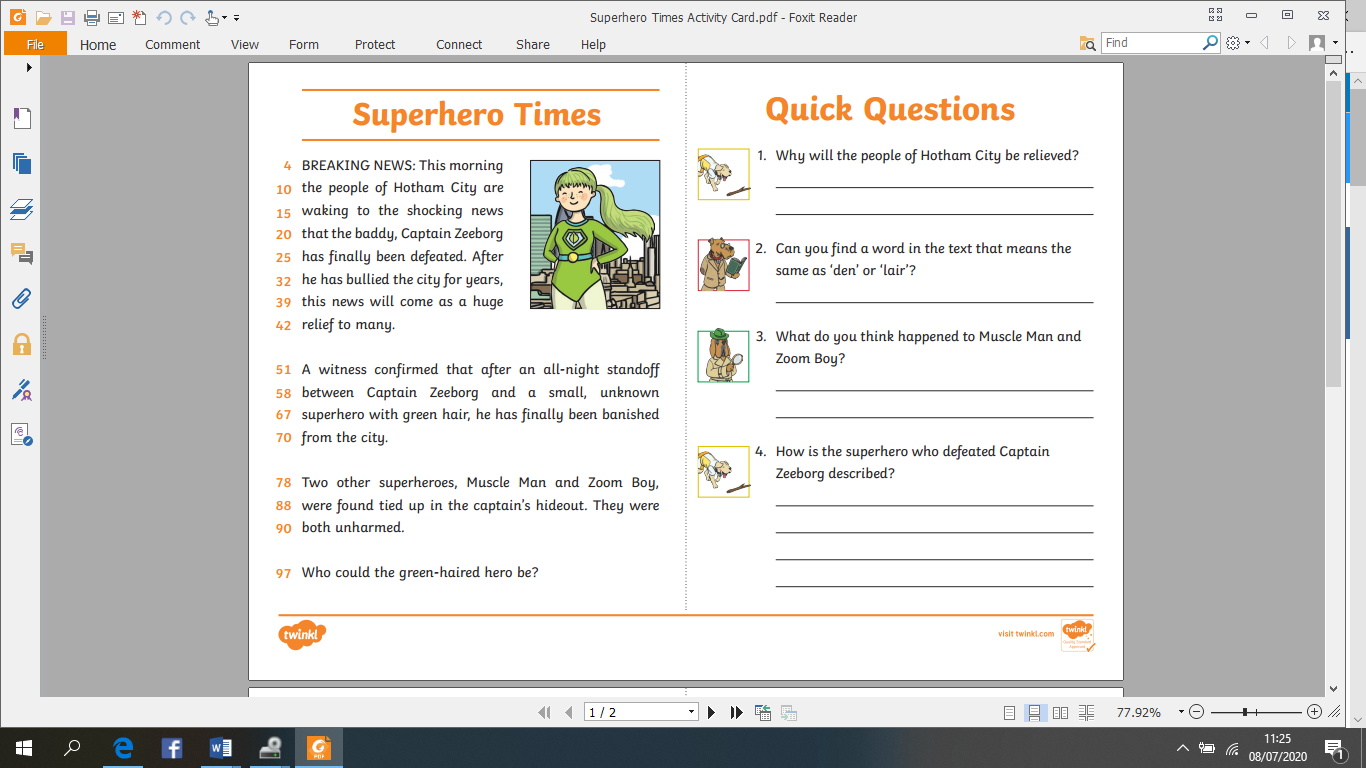 Superhero Times Activity Card.pdf - Foxit Reader
File Home Comment View Form Protect Connect Share Help Find
Superhero Times
4 BREAKING NEWS: This morning
10 the people of Hotham City are
15 waking to the shocking news
20 that the baddy, Captain Zeeborg
25 has finally been defeated. After
32 he has bullied the city for years,
39 this news will come as a huge
42 relief to many.
51 A witness confirmed that after an all-night standoff
58 between Captain Zeeborg and a small, unknown
67 superhero with green hair, he has finally been banished
70 from the city.
78 Two other superheroes, Muscle Man and Zoom Boy,
88 were found tied up in the captain's hideout. They were
90 both unharmed.
97 Who could the green-haired hero be?
twinkl
Quick Questions
1. Why will the people of Hotham City be relieved?
2. Can you find a word in the text that means the
same as ‘den’ or ‘lair’?
3. What do you think happened to Muscle Man and
Zoom Boy?
4. How is the superhero who defeated Captain
Zeeborg described?
visit twinkl.com
twinkl
1 / 2
77.92%
11:25
08/07/2020